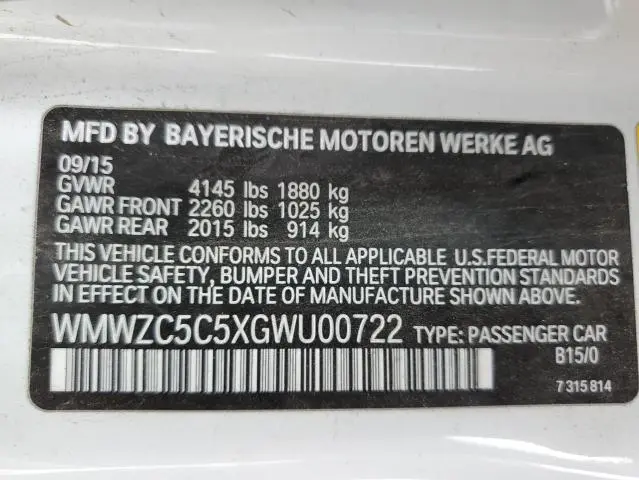 MFD BY BAYERISCHE MOTOREN WERKE AG
09/15
GVWR 4145 lbs 1880 kg
GAWR FRONT 2260 lbs 1025 kg
GAWR REAR 2015 lbs 914 kg
THIS VEHICLE CONFORMS TO ALL APPLICABLE U.S.FEDERAL MOTOR
VEHICLE SAFETY, BUMPER AND THEFT PREVENTION STANDARDS
IN EFFECT ON THE DATE OF MANUFACTURE SHOWN ABOVE.
WMWZC5C5XGWU00722 TYPE: PASSENGER CAR
B15/0
7 315 814